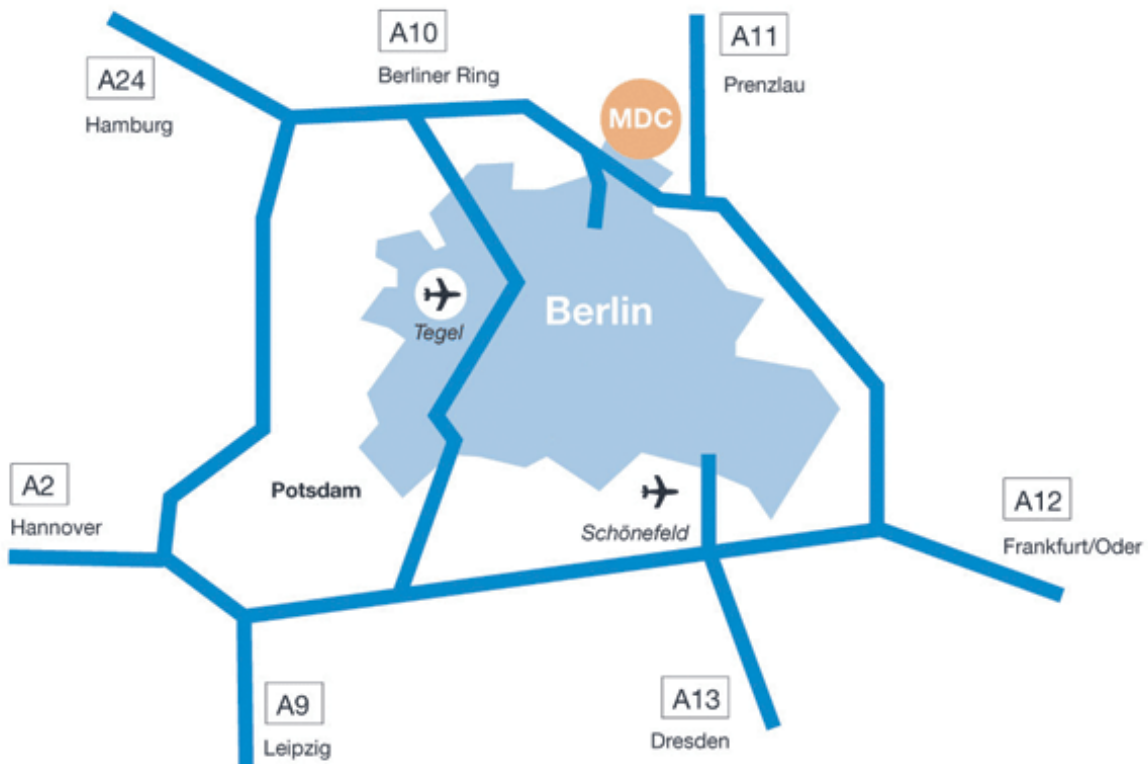 A10
A11
Berliner Ring
Prenzlau
A24
Hamburg
MDC
Berlin
Tegel
A2
Hannover
Potsdam
Schönefeld
A12
Frankfurt/Oder
A9
Leipzig
A13
Dresden